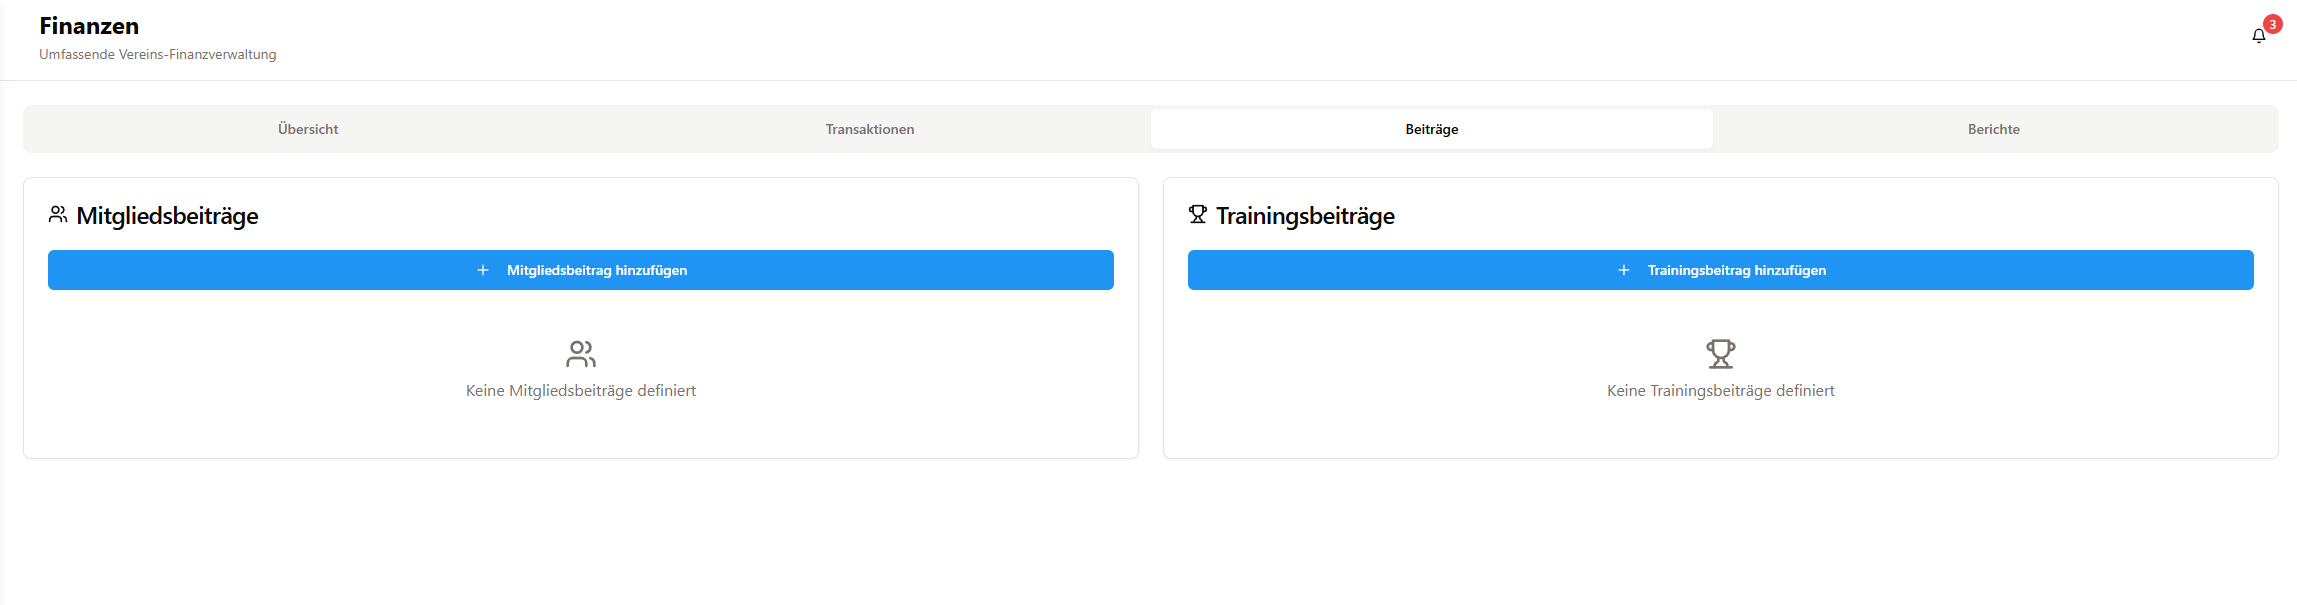 Finanzen
Umfassende Vereins-Finanzverwaltung
3
Übersicht
Transaktionen
Beiträge
Berichte
Mitgliedsbeiträge
Mitgliedsbeitrag hinzufügen
Keine Mitgliedsbeiträge definiert
Trainingsbeiträge
Trainingsbeitrag hinzufügen
Keine Trainingsbeiträge definiert